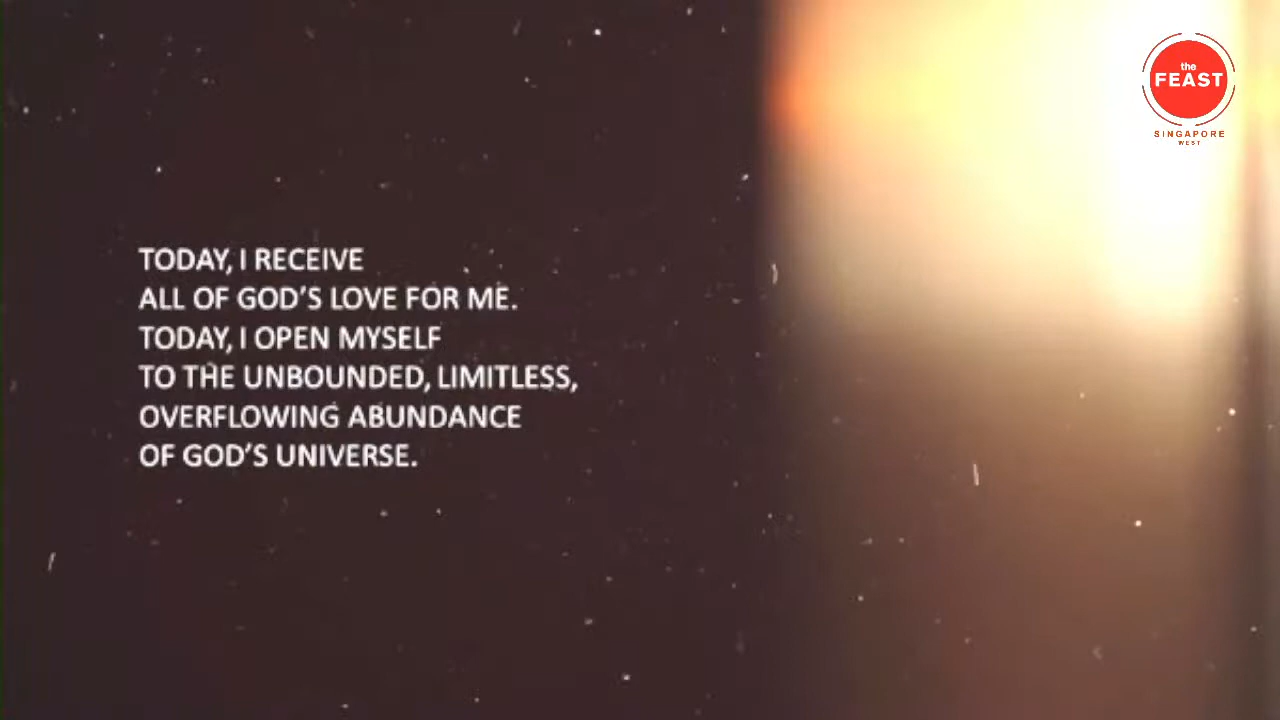 the
FEAST
SINGAPORE
WEST
TODAY, I RECEIVE
ALL OF GOD'S LOVE FOR ME.
TODAY, I OPEN MYSELF
TO THE UNBOUNDED, LIMITLESS,
OVERFLOWING ABUNDANCE
OF GOD'S UNIVERSE.